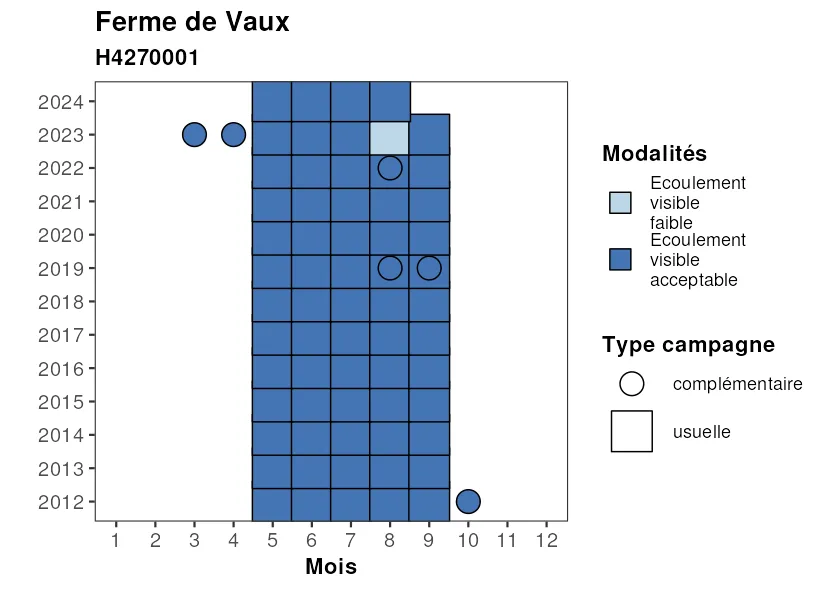 Ferme de Vaux
H4270001
2024
2023
2022
2021
2020
2019
2018
2017
2016
2015
2014
2013
2012
1 2 3 4 5 6 7 8 9 10 11 12
Mois
Modalités
Ecoulement
visible
faible
Ecoulement
visible
acceptable
Type campagne
complémentaire
usuelle